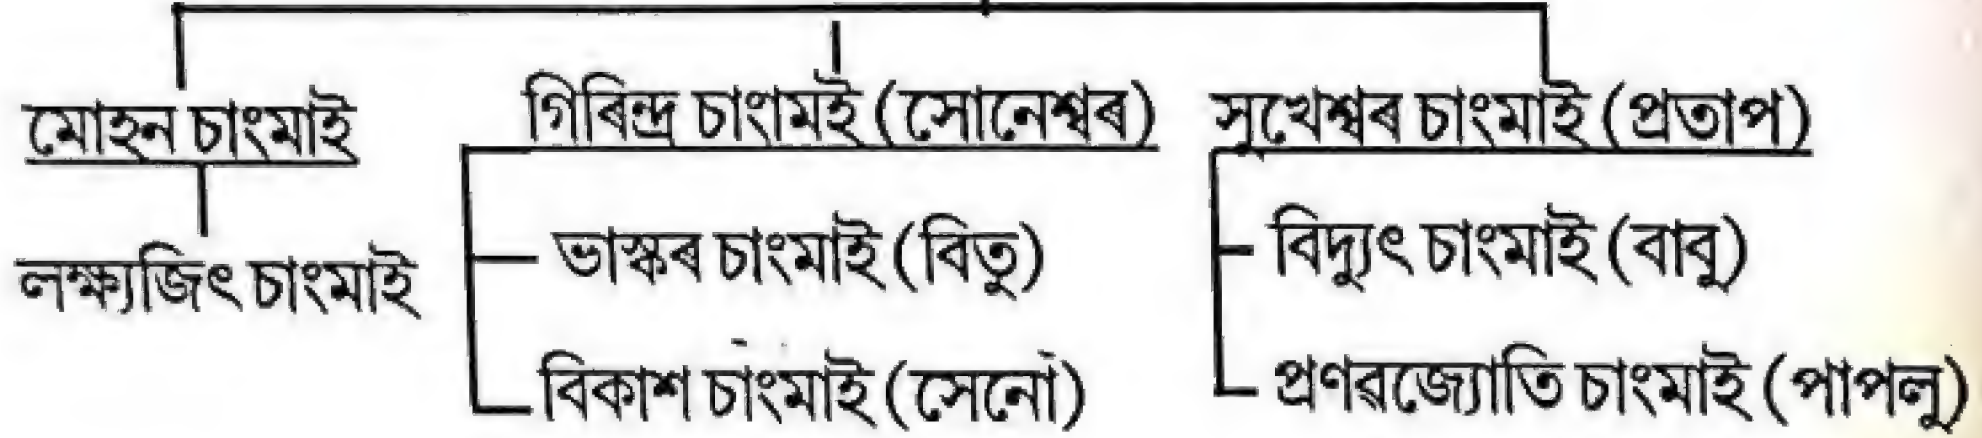 মোহন চাংমাই
গিৰিন্দ্ৰ চাংামই (সোনেশ্বৰ)
সুখেশ্বৰ চাংমাই (প্ৰতাপ)
লক্ষ্যজিৎ চাংমাই
ভাস্কৰ চাংমাই (বিতু)
বিকাশ চাংমাই (সেনো)
বিদ্যুৎ চাংমাই (বাবু)
প্ৰণৱজ্যোতি চাংমাই (পাপলু)